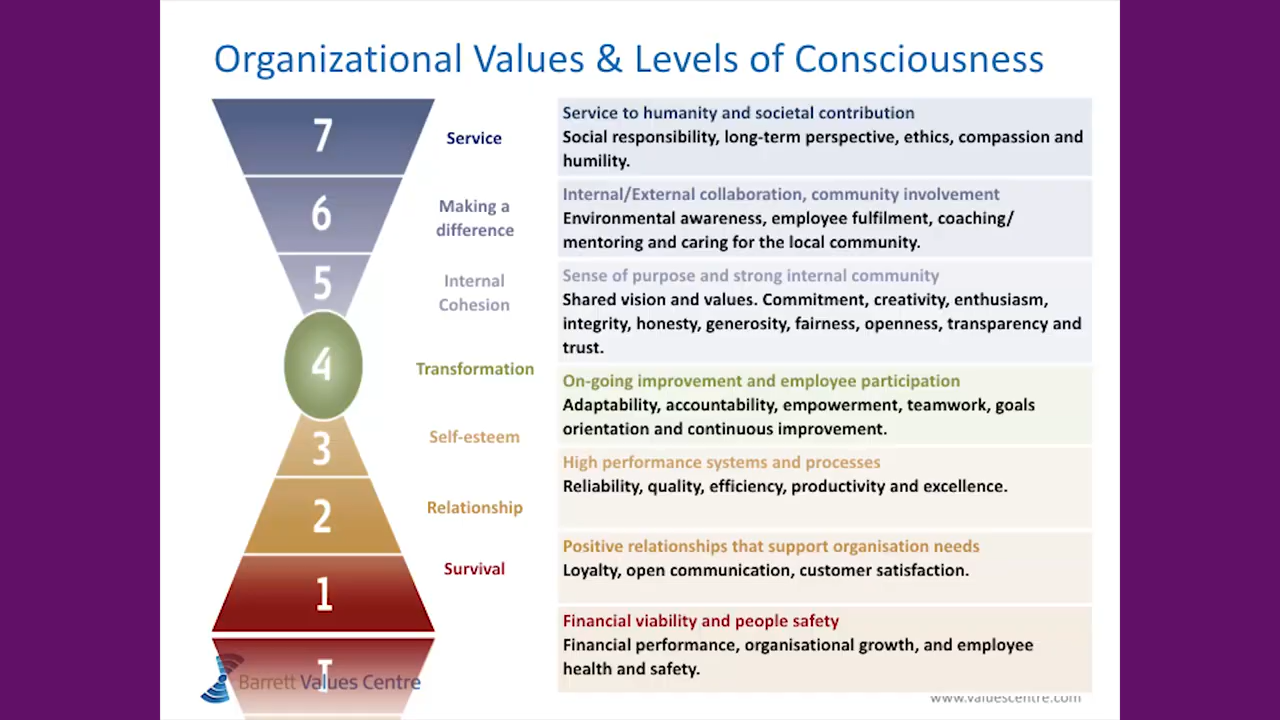 Organizational Values & Levels of Consciousness
7
Service
Service to humanity and societal contribution
Social responsibility, long-term perspective, ethics, compassion and
humility.
6
Making a
difference
Internal/External collaboration, community involvement
Environmental awareness, employee fulfilment, coaching/
mentoring and caring for the local community.
5
Internal
Cohesion
Sense of purpose and strong internal community
Shared vision and values. Commitment, creativity, enthusiasm,
integrity, honesty, generosity, fairness, openness, transparency and
trust.
4
Transformation
On-going improvement and employee participation
Adaptability, accountability, empowerment, teamwork, goals
orientation and continuous improvement.
3
Self-esteem
High performance systems and processes
Reliability, quality, efficiency, productivity and excellence.
2
Relationship
Positive relationships that support organisation needs
Loyalty, open communication, customer satisfaction.
1
Survival
Financial viability and people safety
Financial performance, organisational growth, and employee
health and safety.
Barrett Values Centre
www.valuescentre.com